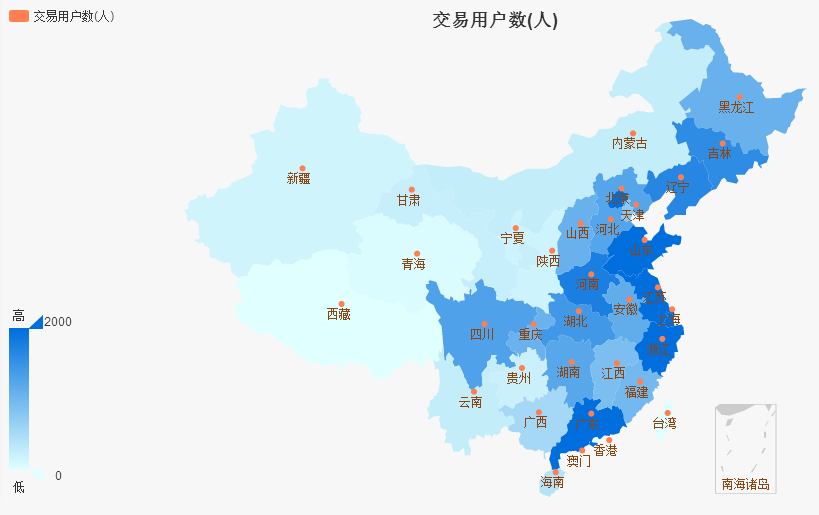 交易用户数(人)
交易用户数(人)
黑龙江
内蒙古
吉林
新疆
辽宁
甘肃
北京
天津
河北
山西
宁夏
山东
陕西
青海
河南
江苏
西藏
安徽
上海
湖北
四川
重庆
浙江
湖南
江西
贵州
福建
云南
广西
广东
台湾
香港
澳门
海南
南海诸岛
高
2000
0
低